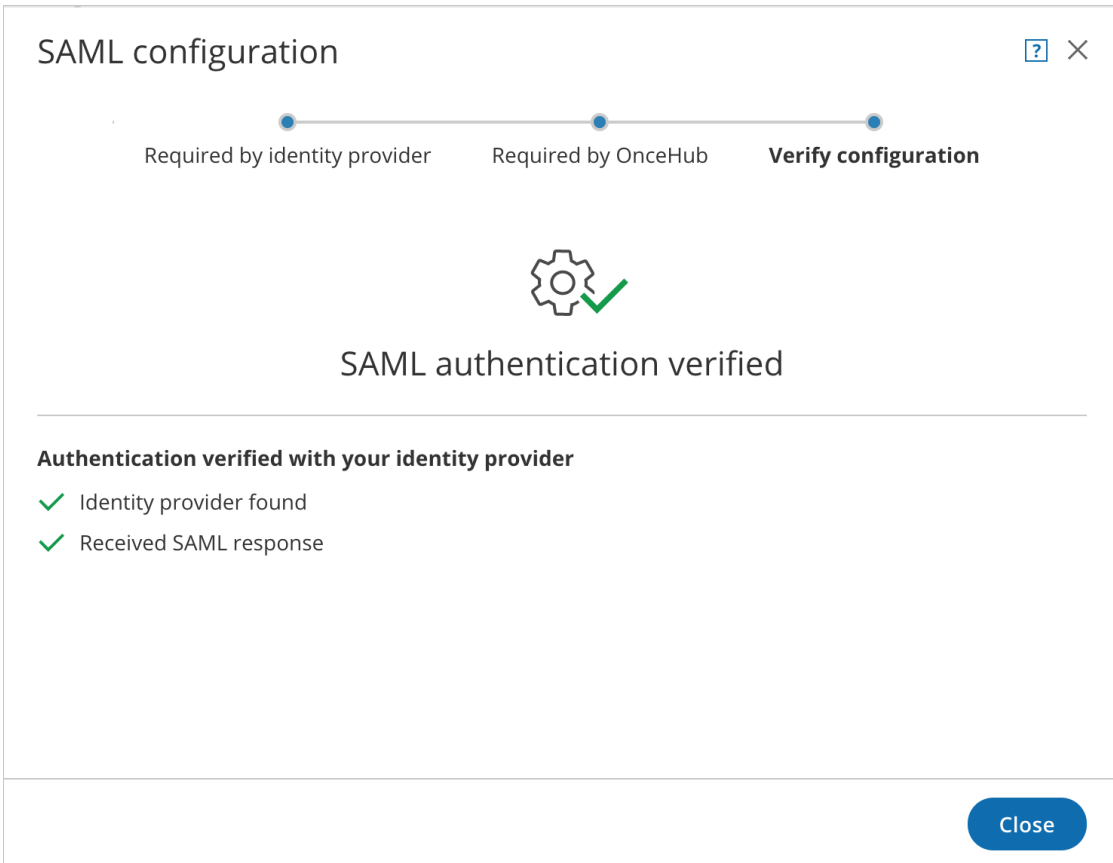 SAML configuration
?
Required by identity provider
Required by OnceHub
Verify configuration
SAML authentication verified
Authentication verified with your identity provider
Identity provider found
Received SAML response
Close